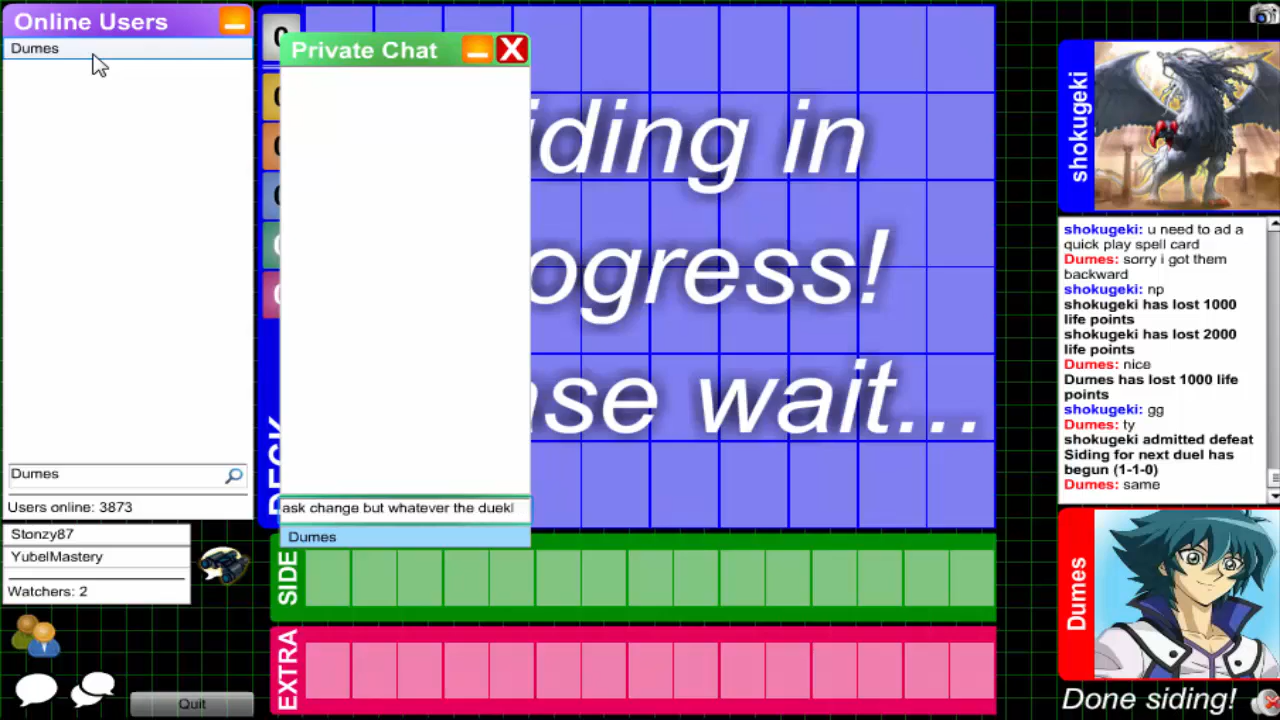 Online Users
Dumes
Dumes
Users online: 3873
Stonzy87
YubelMastery
Watchers: 2
Quit
Private Chat
ask change but whatever the duekl
Dumes
iding in
ogress!
ase wait...
DECK
SIDE
EXTRA
shokugeki
shokugeki: u need to ad a
quick play spell card
Dumes: sorry i got them
backward
shokugeki: np
shokugeki has lost 1000
life points
shokugeki has lost 2000
life points
Dumes: nice
Dumes has lost 1000 life
points
shokugeki: gg
Dumes: ty
shokugeki admitted defeat
Siding for next duel has
begun (1-1-0)
Dumes: same
Dumes
Done siding!